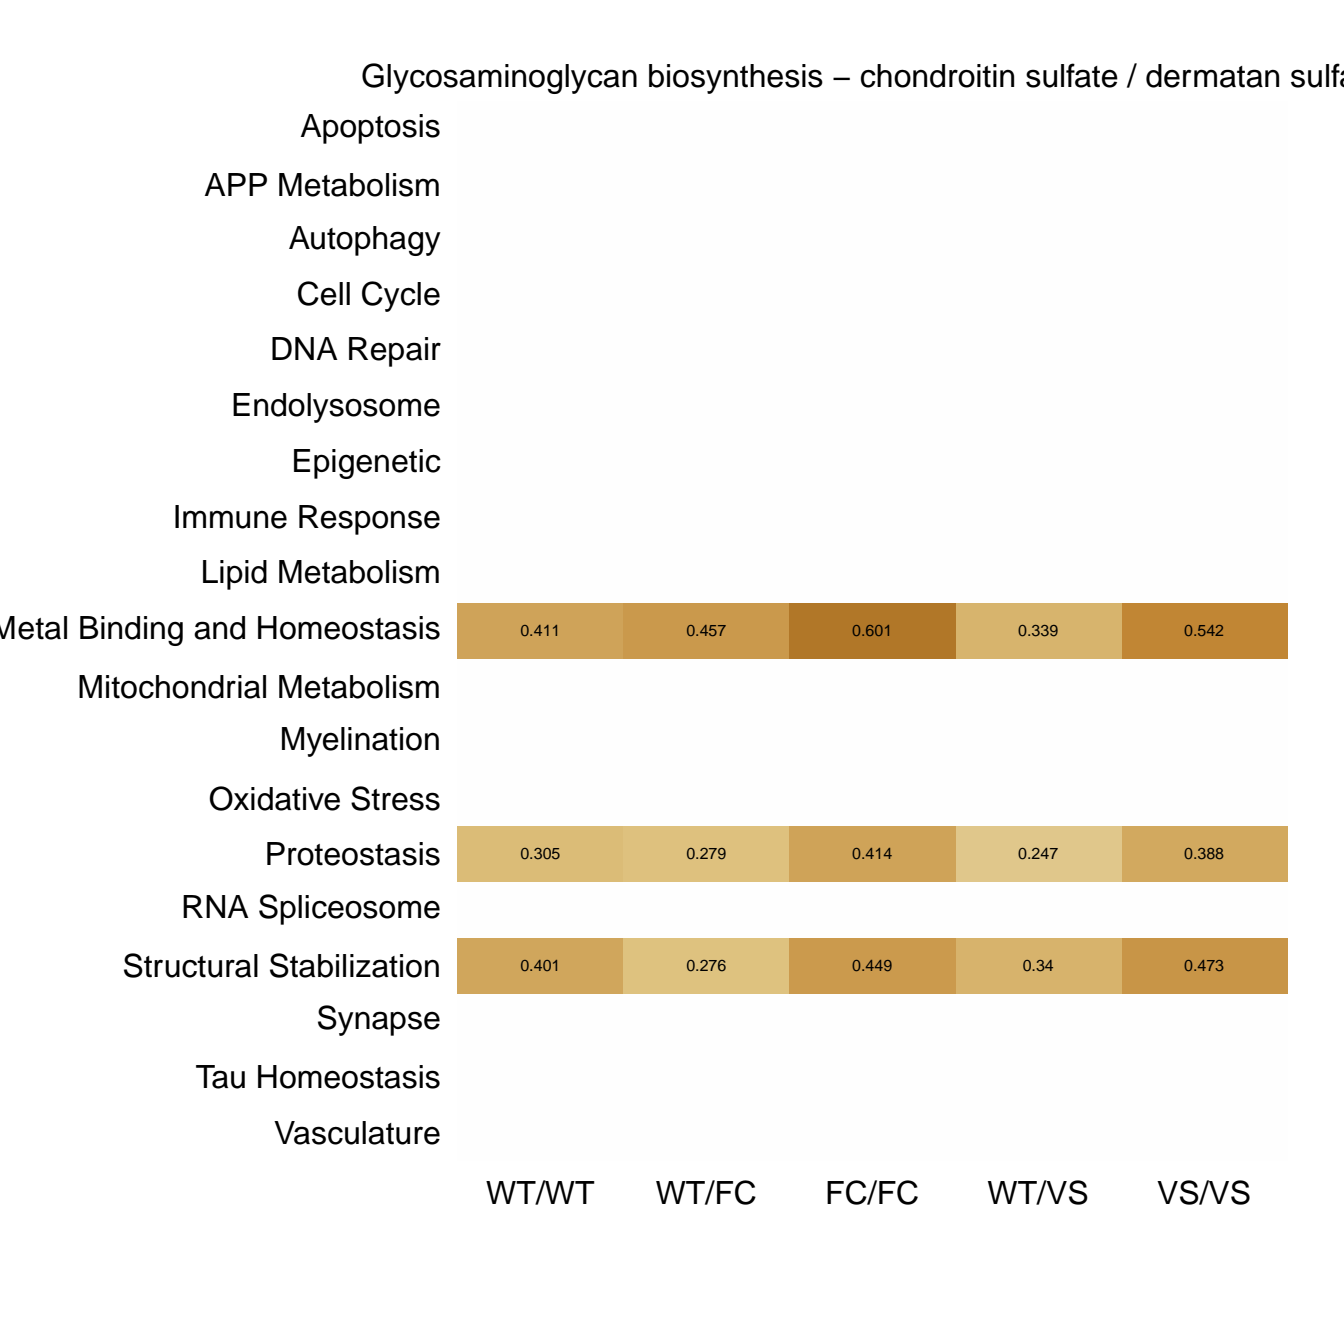 Glycosaminoglycan biosynthesis – chondroitin sulfate / dermatan sulfa
Apoptosis
APP Metabolism
Autophagy
Cell Cycle
DNA Repair
Endolysosome
Epigenetic
Immune Response
Lipid Metabolism
Metal Binding and Homeostasis 0.411 0.457 0.601 0.339 0.542
Mitochondrial Metabolism
Myelination
Oxidative Stress
Proteostasis 0.305 0.279 0.414 0.247 0.388
RNA Spliceosome
Structural Stabilization 0.401 0.276 0.449 0.34 0.473
Synapse
Tau Homeostasis
Vasculature
WT/WT WT/FC FC/FC WT/VS VS/VS